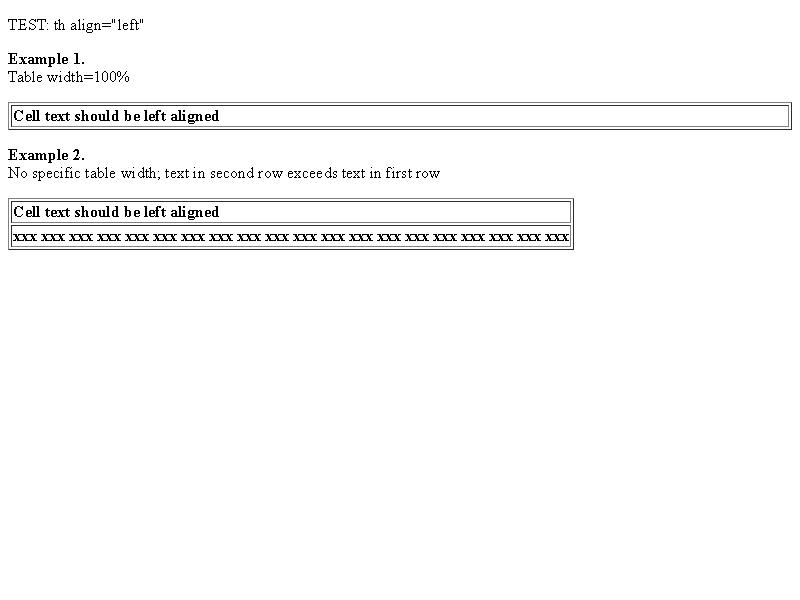 TEST: th align="left"
Example 1.
Table width=100%
Cell text should be left aligned
Example 2.
No specific table width; text in second row exceeds text in first row
Cell text should be left aligned
xxx xxx xxx xxx xxx xxx xxx xxx xxx xxx xxx xxx xxx xxx xxx xxx xxx xxx xxx xxx